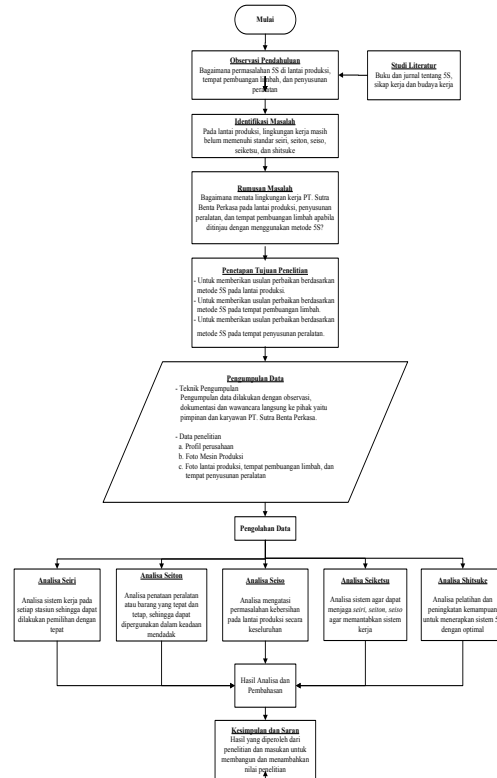 Mulai
Observasi Pendahuluan
Bagaimana permasalahan 5S di lantai produksi,
tempat pembuangan limbah, dan penyusunan
peralatan
Studi Literatur
Buku dan jurnal tentang 5S,
sikap kerja dan budaya kerja
Identifikasi Masalah
Pada lantai produksi, lingkungan kerja masih
belum memenuhi standar seiri, seiton, seiso,
seiketsu, dan shitsuke
Rumusan Masalah
Bagaimana menata lingkungan kerja PT. Sutra
Benta Perkasa pada lantai produksi, penyusunan
peralatan, dan tempat pembuangan limbah apabila
ditinjau dengan menggunakan metode 5S?
Penetapan Tujuan Penelitian
- Untuk memberikan usulan perbaikan berdasarkan
metode 5S pada lantai produksi.
- Untuk memberikan usulan perbaikan berdasarkan
metode 5S pada tempat pembuangan limbah.
- Untuk memberikan usulan perbaikan berdasarkan
metode 5S pada tempat penyusunan peralatan.
Pengumpulan Data
- Teknik Pengumpulan
Pengumpulan data dilakukan dengan observasi,
dokumentasi dan wawancara langsung ke pihak yaitu
pimpinan dan karyawan PT. Sutra Benta Perkasa.
- Data penelitian
a. Profil perusahaan
b. Foto Mesin Produksi
c. Foto lantai produksi, tempat pembuangan limbah, dan
tempat penyusunan peralatan
Pengolahan Data
Analisa Seiri
Analisa sistem kerja pada
setiap stasiun sehingga dapat
dilakukan pemilihan dengan
tepat
Analisa Seiton
Analisa penataan peralatan
atau barang yang tepat dan
tetap, sehingga dapat
dipergunakan dalam keadaan
mendadak
Analisa Seiso
Analisa mengatasi
permasalahan kebersihan
pada lantai produksi secara
keseluruhan
Analisa Seiketsu
Analisa sistem agar dapat
menjaga seiri, seiton, seiso
agar memantabkan sistem
kerja
Analisa Shitsuke
Analisa pelatihan dan
peningkatan kemampuan
untuk menerapkan sistem 5S
dengan optimal
Hasil Analisa dan
Pembahasan
Kesimpulan dan Saran
Hasil yang diperoleh dari
penelitian dan masukan untuk
membangun dan menambahkan
nilai penelitian